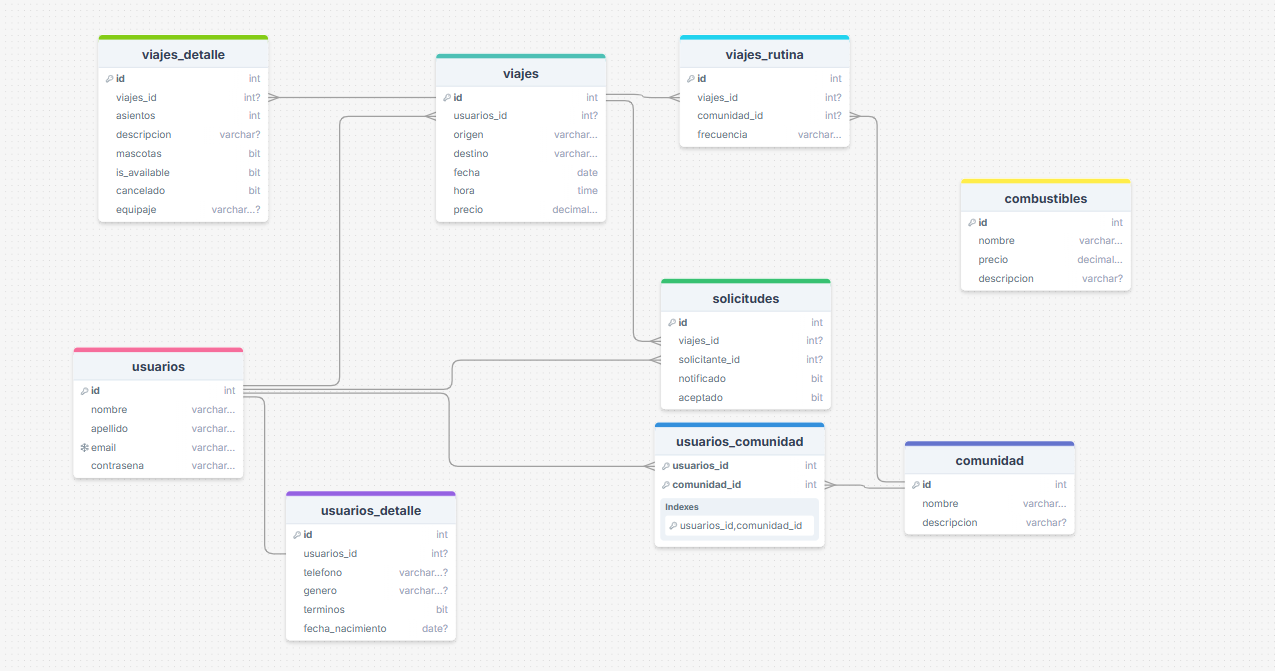 viajes_detalle
id int
viajes_id int?
asientos int
descripcion varchar?
mascotas bit
is_available bit
cancelado bit
equipaje varchar...?
viajes
id int
usuarios_id int?
origen varchar...
destino varchar...
fecha date
hora time
precio decimal...
viajes_rutina
id int
viajes_id int?
comunidad_id int?
frecuencia varchar...
combustibles
id int
nombre varchar...
precio decimal...
descripcion varchar?
solicitudes
id int
viajes_id int?
solicitante_id int?
notificado bit
aceptado bit
usuarios
id int
nombre varchar...
apellido varchar...
email varchar...
contrasena varchar...
usuarios_comunidad
usuarios_id int
comunidad_id int
Indexes
usuarios_id,comunidad_id
comunidad
id int
nombre varchar...
descripcion varchar?
usuarios_detalle
id int
usuarios_id int?
telefono varchar...?
genero varchar...?
terminos bit
fecha_nacimiento date?